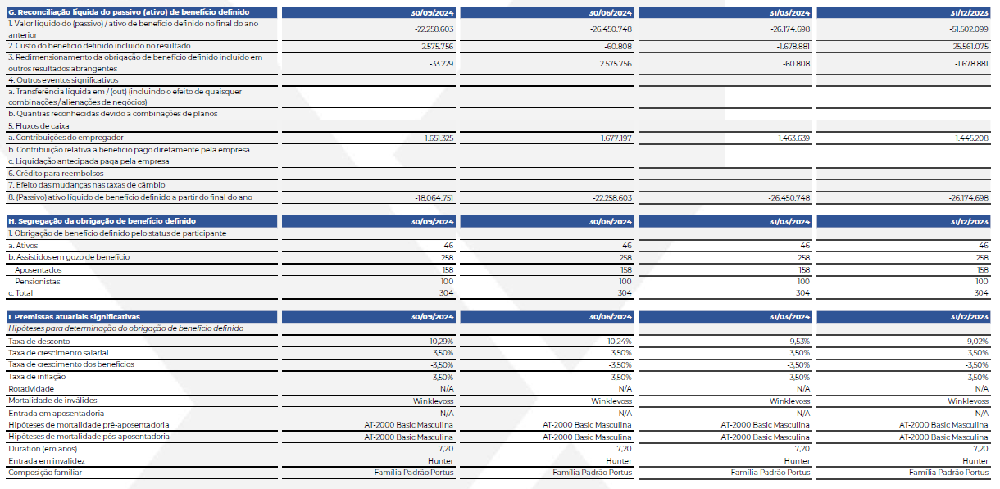 G. Reconciliação líquida do passivo (ativo) de benefício definido 30/09/2024 30/06/2024 31/03/2024 31/12/2023
1. Valor líquido do (passivo) / ativo de benefício definido no final do ano
anterior -22.258.603 -26.450.748 -26.174.698 -51.502.099
2. Custo do benefício definido incluído no resultado 2.575.756 -60.808 -1.678.881 25.561.075
3. Redimensionamento da obrigação de benefício definido incluído em
outros resultados abrangentes -33.229 2.575.756 -60.808 -1.678.881
4. Outros eventos significativos
a. Transferência líquida em / (out) (incluindo o efeito de quaisquer
combinações / alienações de negócios)
b. Quantias reconhecidas devido a combinações de planos
5. Fluxos de caixa
a. Contribuições do empregador 1.651.325 1.677.197 1.463.639 1.445.208
b. Contribuição relativa a benefício pago diretamente pela empresa
c. Liquidação antecipada paga pela empresa
6. Crédito para reembolsos
7. Efeito das mudanças nas taxas de câmbio
8. (Passivo) ativo líquido de benefício definido a partir do final do ano -18.064.751 -22.258.603 -26.450.748 -26.174.698
H. Segregação da obrigação de benefício definido 30/09/2024 30/06/2024 31/03/2024 31/12/2023
1. Obrigação de benefício definido pelo status de participante
a. Ativos 46 46 46 46
b. Assistidos em gozo de benefício 258 258 258 258
Aposentados 158 158 158 158
Pensionistas 100 100 100 100
c. Total 304 304 304 304
I. Premissas atuariais significativas 30/09/2024 30/06/2024 31/03/2024 31/12/2023
Hipóteses para determinação do obrigação de benefício definido
Taxa de desconto 10,29% 10,24% 9,53% 9,02%
Taxa de crescimento salarial 3,50% 3,50% 3,50% 3,50%
Taxa de crescimento dos benefícios -3,50% -3,50% -3,50% -3,50%
Taxa de inflação 3,50% 3,50% 3,50% 3,50%
Rotatividade N/A N/A N/A N/A
Mortalidade de inválidos Winklevoss Winklevoss Winklevoss Winklevoss
Entrada em aposentadoria N/A N/A N/A N/A
Hipóteses de mortalidade pré-aposentadoria AT-2000 Basic Masculina AT-2000 Basic Masculina AT-2000 Basic Masculina AT-2000 Basic Masculina
Hipóteses de mortalidade pós-aposentadoria AT-2000 Basic Masculina AT-2000 Basic Masculina AT-2000 Basic Masculina AT-2000 Basic Masculina
Duration (em anos) 7,20 7,20 7,20 7,20
Entrada em invalidez Hunter Hunter Hunter Hunter
Composição familiar Família Padrão Portus Família Padrão Portus Família Padrão Portus Família Padrão Portus